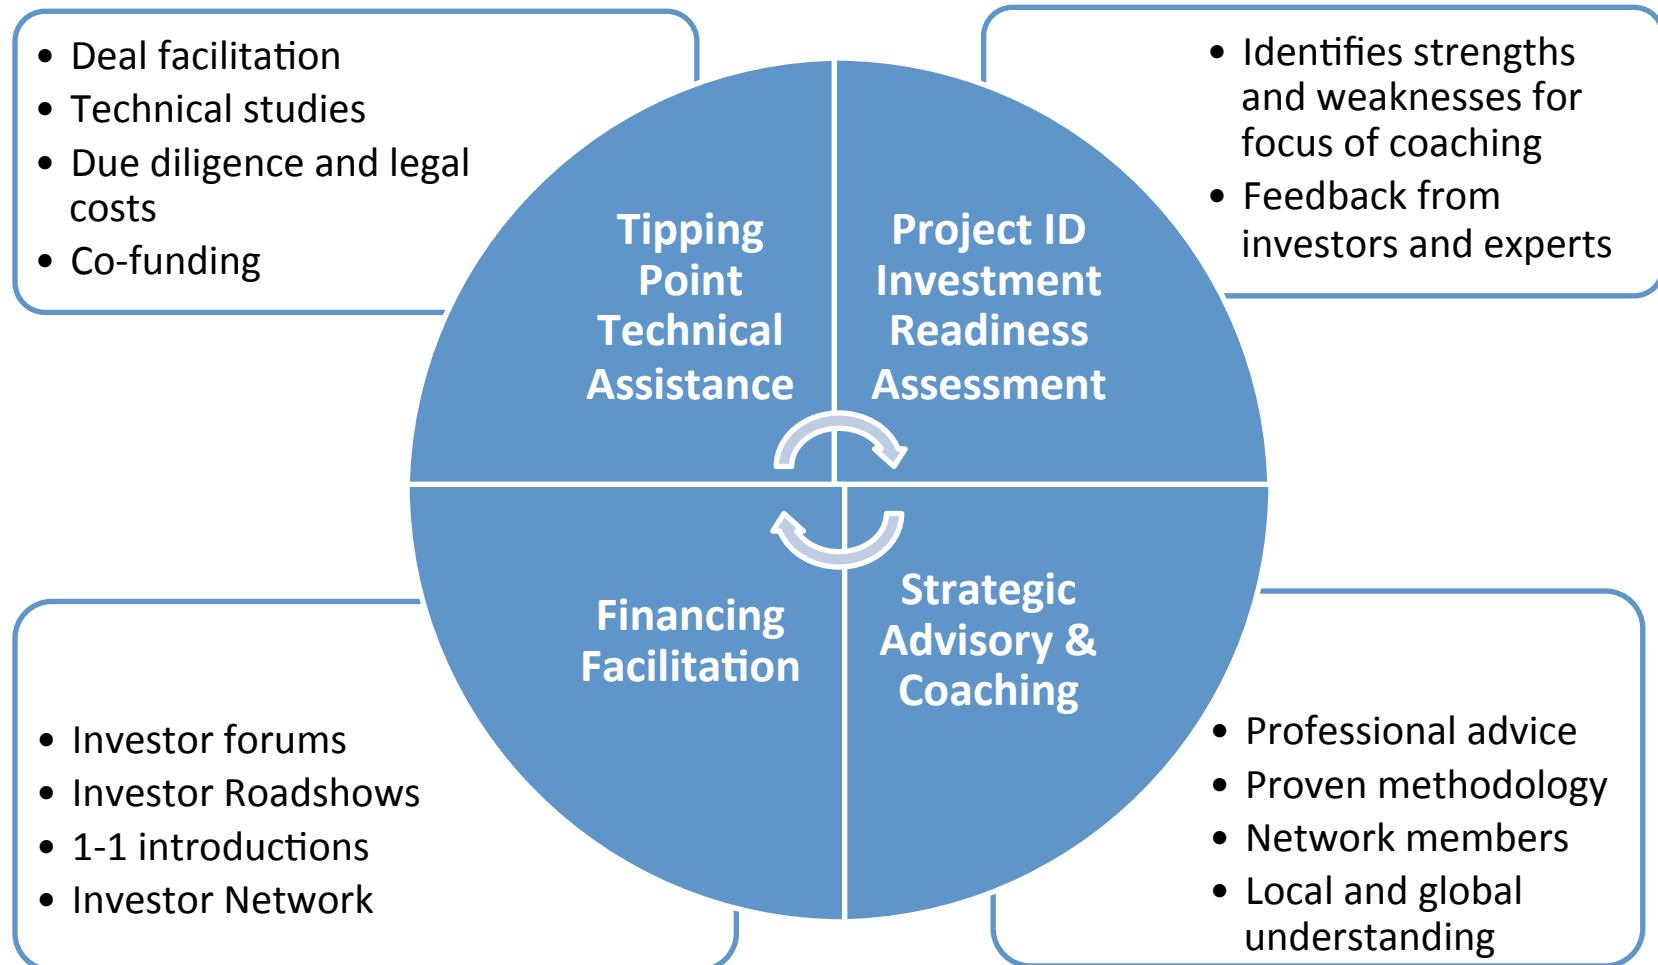 • Deal facilitation
• Technical studies
• Due diligence and legal
costs
• Co-funding
• Identifies strengths
and weaknesses for
focus of coaching
• Feedback from
investors and experts
Tipping
Point
Technical
Assistance
Project ID
Investment
Readiness
Assessment
Financing
Facilitation
Strategic
Advisory &
Coaching
• Investor forums
• Investor Roadshows
• 1-1 introductions
• Investor Network
• Professional advice
• Proven methodology
• Network members
• Local and global
understanding